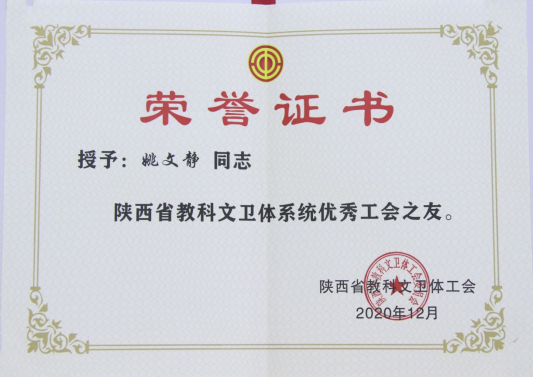 荣誉证书
授予：姚文静 同志
陕西省教科文卫体系统优秀工会之友。
陕西省教科文卫体工会
2020年12月